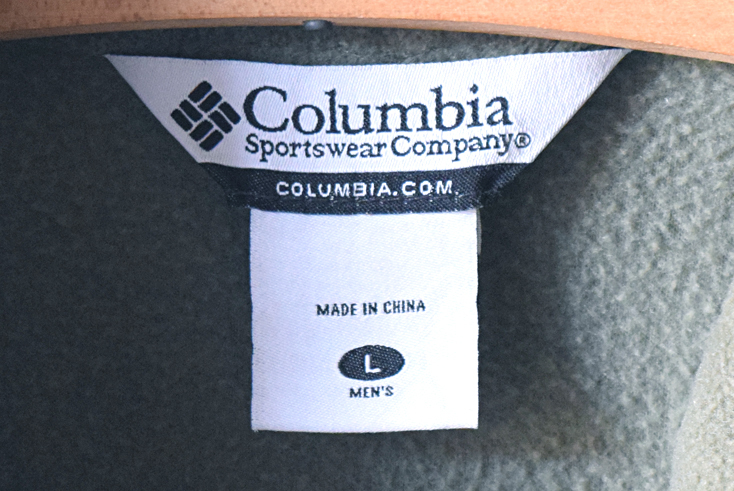 Columbia
Sportswear Company®
COLUMBIA.COM
MADE IN CHINA
L
MEN'S